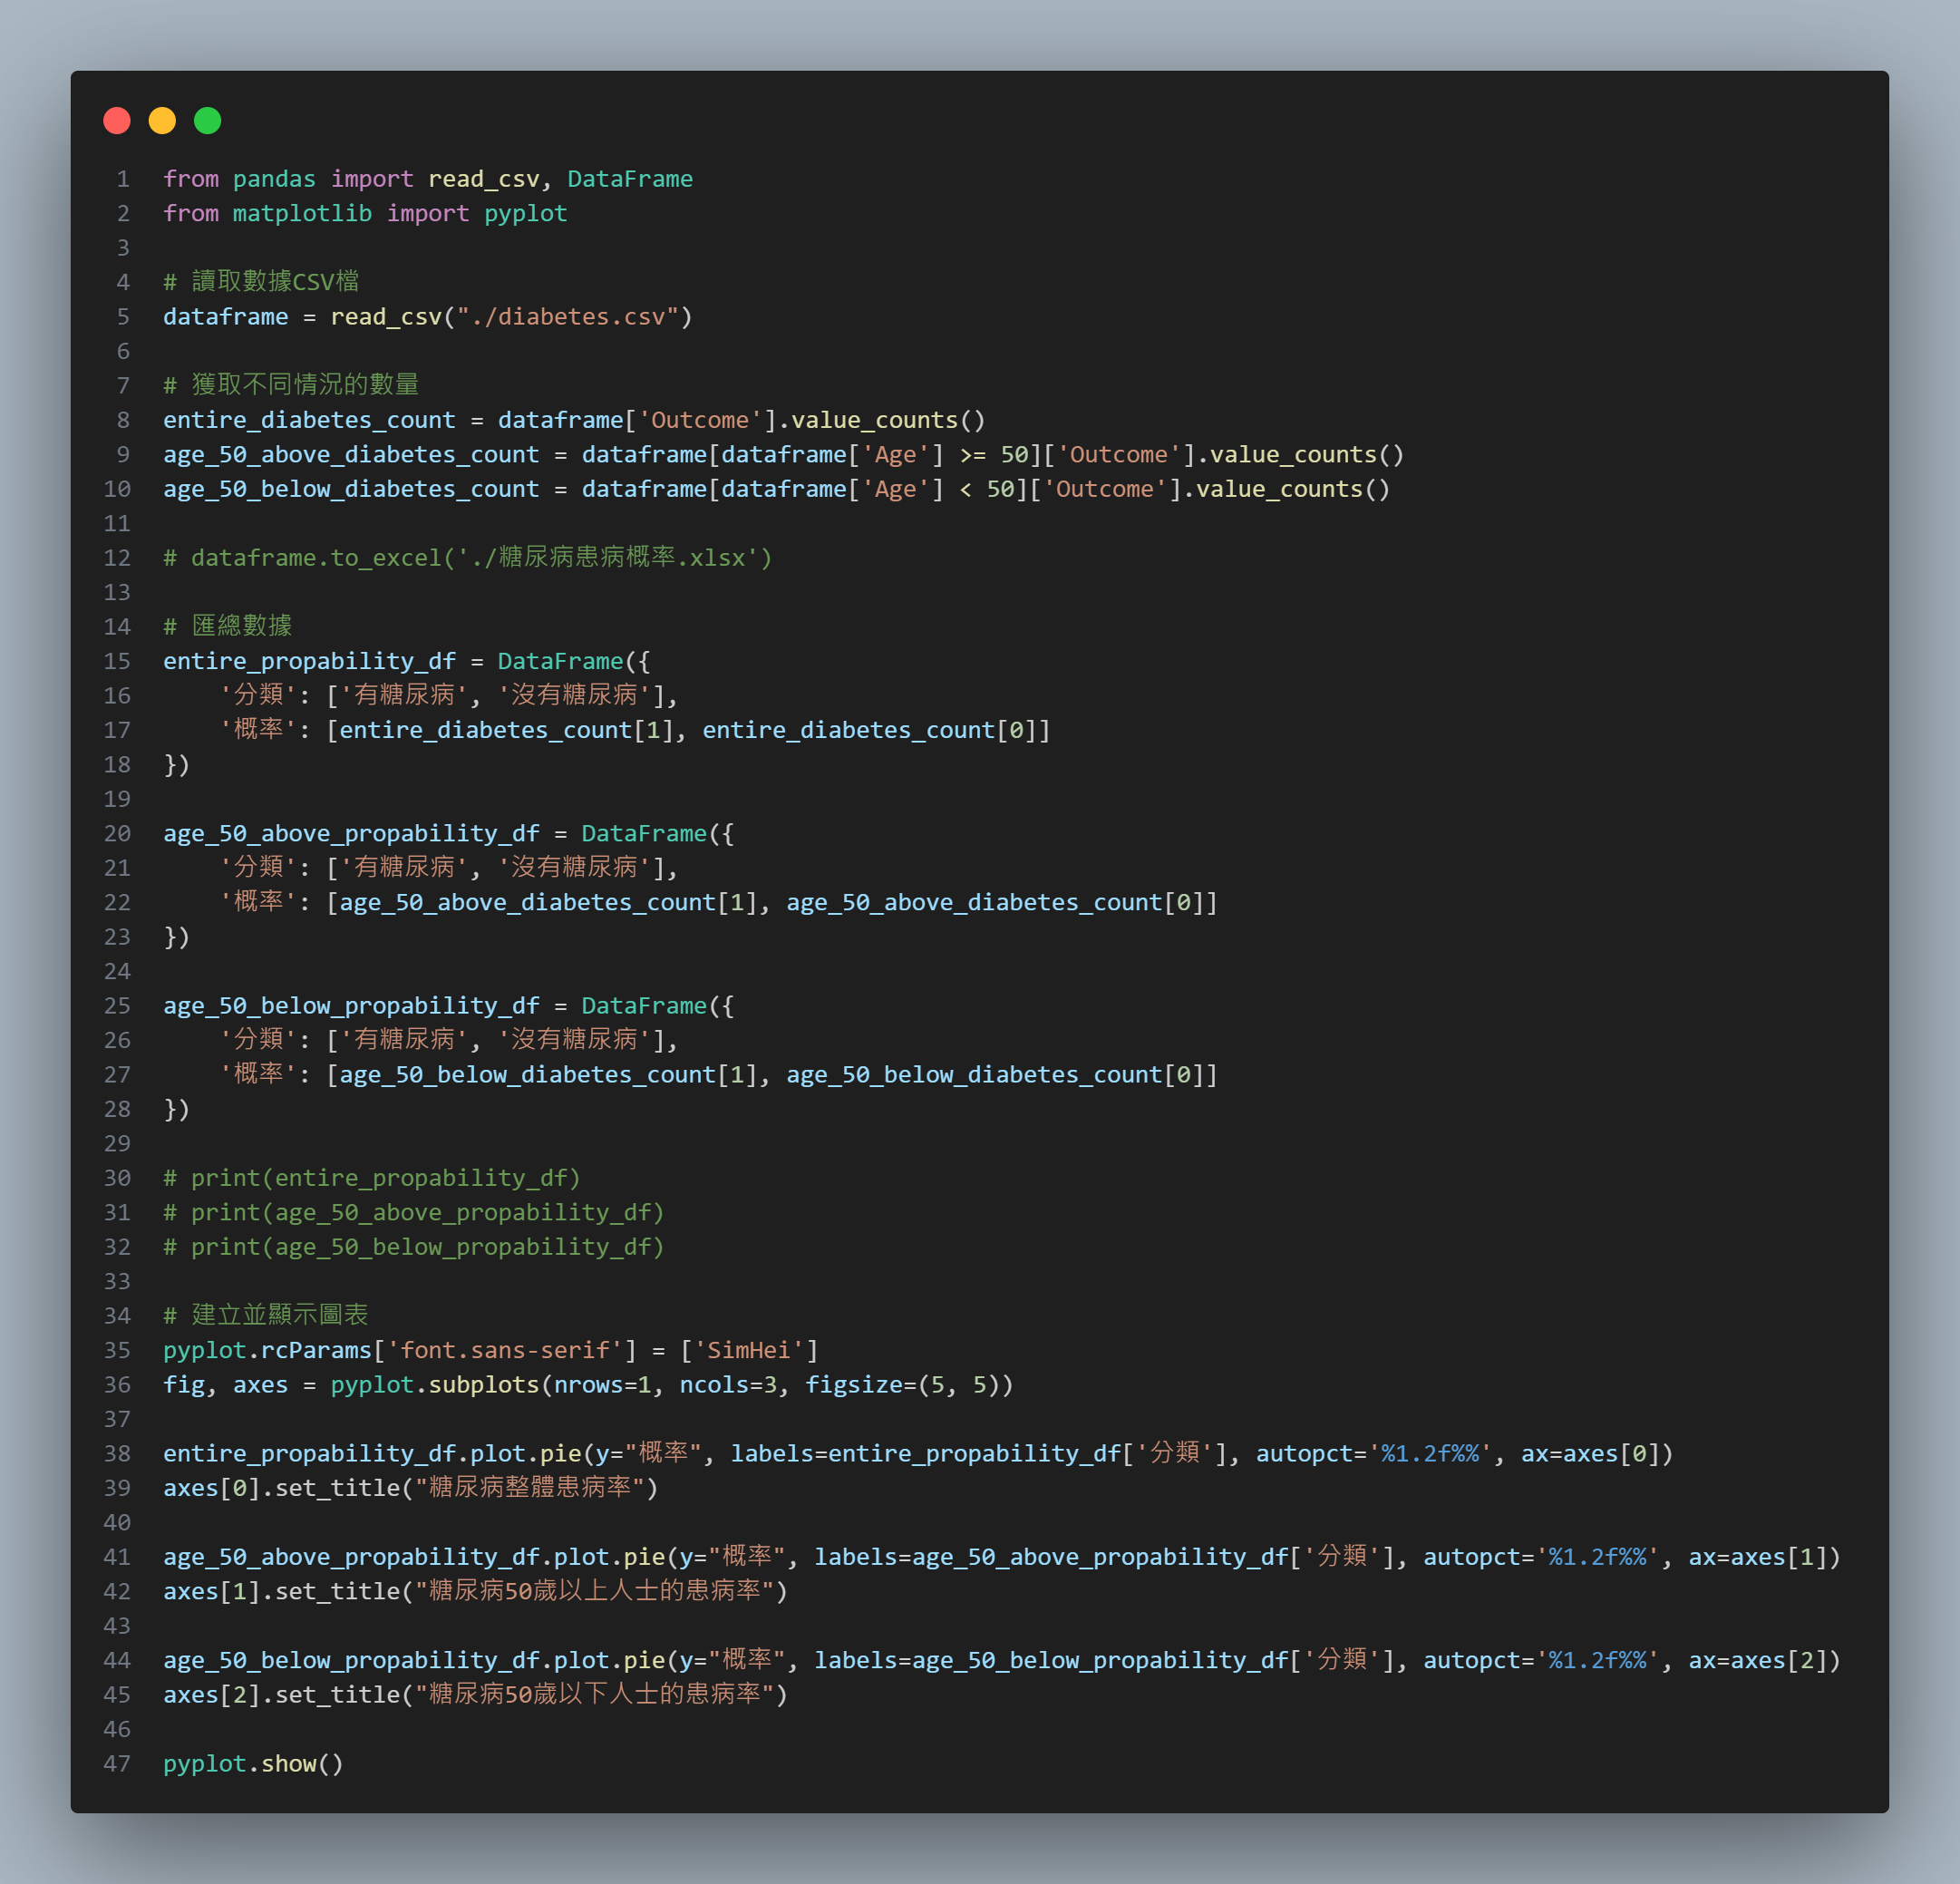 1 from pandas import read_csv, DataFrame
2 from matplotlib import pyplot
3
4 # 讀取數據CSV檔
5 dataframe = read_csv("./diabetes.csv")
6
7 # 獲取不同情況的數量
8 entire_diabetes_count = dataframe['Outcome'].value_counts()
9 age_50_above_diabetes_count = dataframe[dataframe['Age'] >= 50]['Outcome'].value_counts()
10 age_50_below_diabetes_count = dataframe[dataframe['Age'] < 50]['Outcome'].value_counts()
11
12 # dataframe.to_excel('./糖尿病患病概率.xlsx')
13
14 # 匯總數據
15 entire_propability_df = DataFrame({
16     '分類': ['有糖尿病', '沒有糖尿病'],
17     '概率': [entire_diabetes_count[1], entire_diabetes_count[0]]
18 })
19
20 age_50_above_propability_df = DataFrame({
21     '分類': ['有糖尿病', '沒有糖尿病'],
22     '概率': [age_50_above_diabetes_count[1], age_50_above_diabetes_count[0]]
23 })
24
25 age_50_below_propability_df = DataFrame({
26     '分類': ['有糖尿病', '沒有糖尿病'],
27     '概率': [age_50_below_diabetes_count[1], age_50_below_diabetes_count[0]]
28 })
29
30 # print(entire_propability_df)
31 # print(age_50_above_propability_df)
32 # print(age_50_below_propability_df)
33
34 # 建立並顯示圖表
35 pyplot.rcParams['font.sans-serif'] = ['SimHei']
36 fig, axes = pyplot.subplots(nrows=1, ncols=3, figsize=(5, 5))
37
38 entire_propability_df.plot.pie(y="概率", labels=entire_propability_df['分類'], autopct='%1.2f%%', ax=axes[0])
39 axes[0].set_title("糖尿病整體患病率")
40
41 age_50_above_propability_df.plot.pie(y="概率", labels=age_50_above_propability_df['分類'], autopct='%1.2f%%', ax=axes[1])
42 axes[1].set_title("糖尿病50歲以上人士的患病率")
43
44 age_50_below_propability_df.plot.pie(y="概率", labels=age_50_below_propability_df['分類'], autopct='%1.2f%%', ax=axes[2])
45 axes[2].set_title("糖尿病50歲以下人士的患病率")
46
47 pyplot.show()